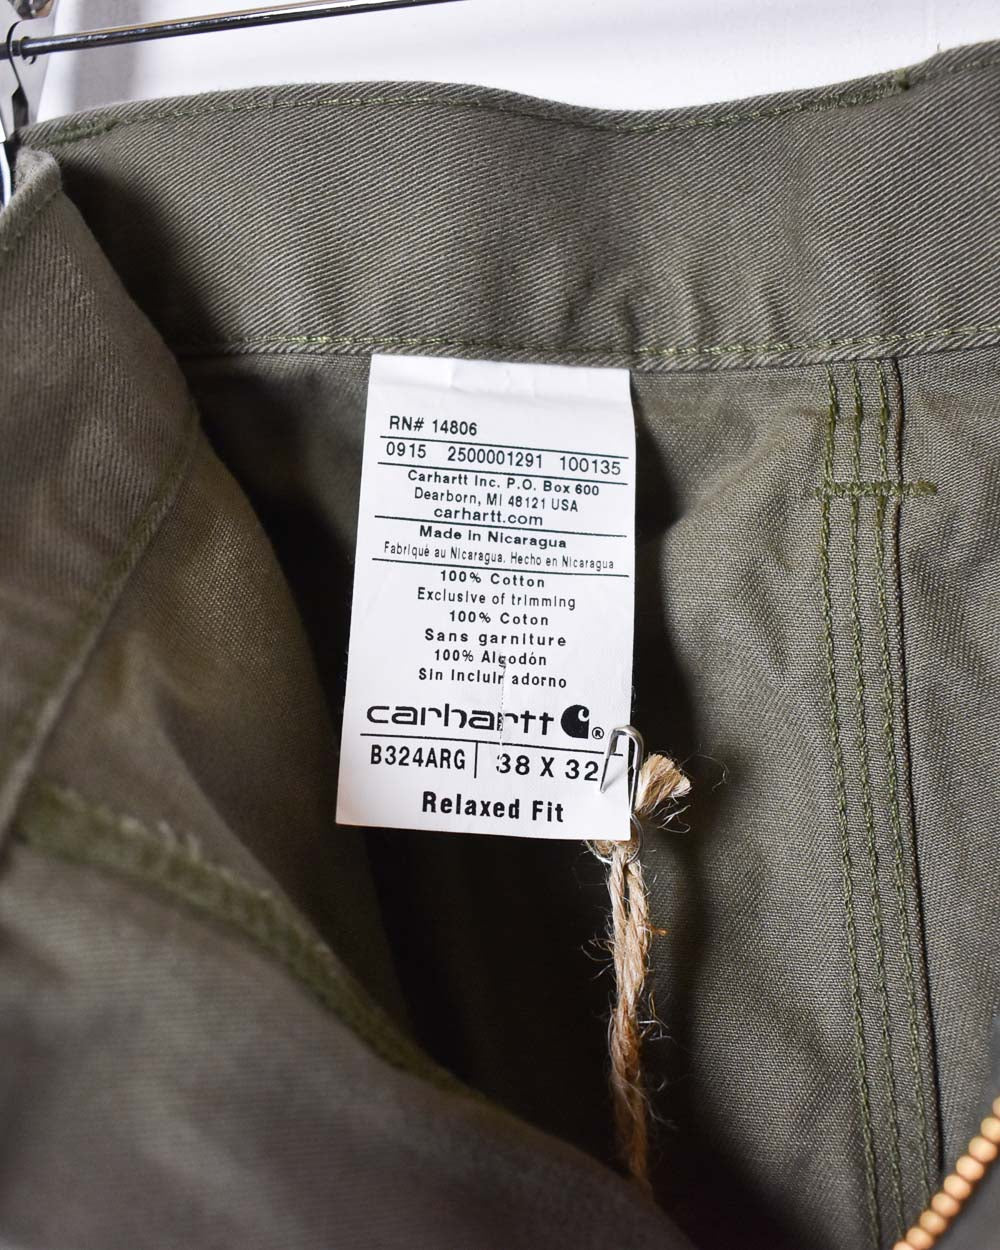 RN# 14806
0915 2500001291 100135
Carhartt Inc. P.O. Box 600
Dearborn, MI 48121 USA
carhartt.com
Made in Nicaragua
Fabriqué au Nicaragua. Hecho en Nicaragua
100% Cotton
Exclusive of trimming
100% Coton
Sans garniture
100% Algodón
Sin Incluir adorno
carhartt ®
B324ARG 38 X 32
Relaxed Fit